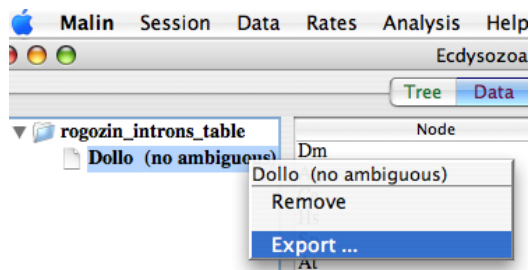 Malin Session Data Rates Analysis Help
Ecdysozoa
Tree Data
rogozin_introns_table Node
Dollo (no ambiguous) Dm
Dollo (no ambiguous)
Remove
Hs
Export ...
At